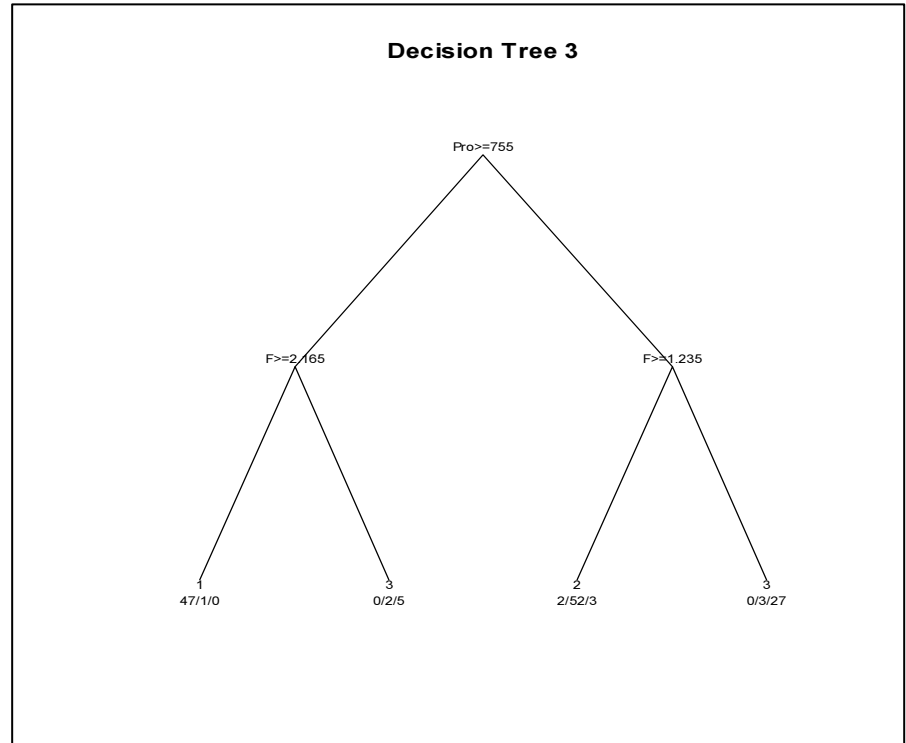 Decision Tree 3
Pro>=755
F>=2.165
F>=1.235
1
3
2
3
47/1/0
0/2/5
2/52/3
0/3/27